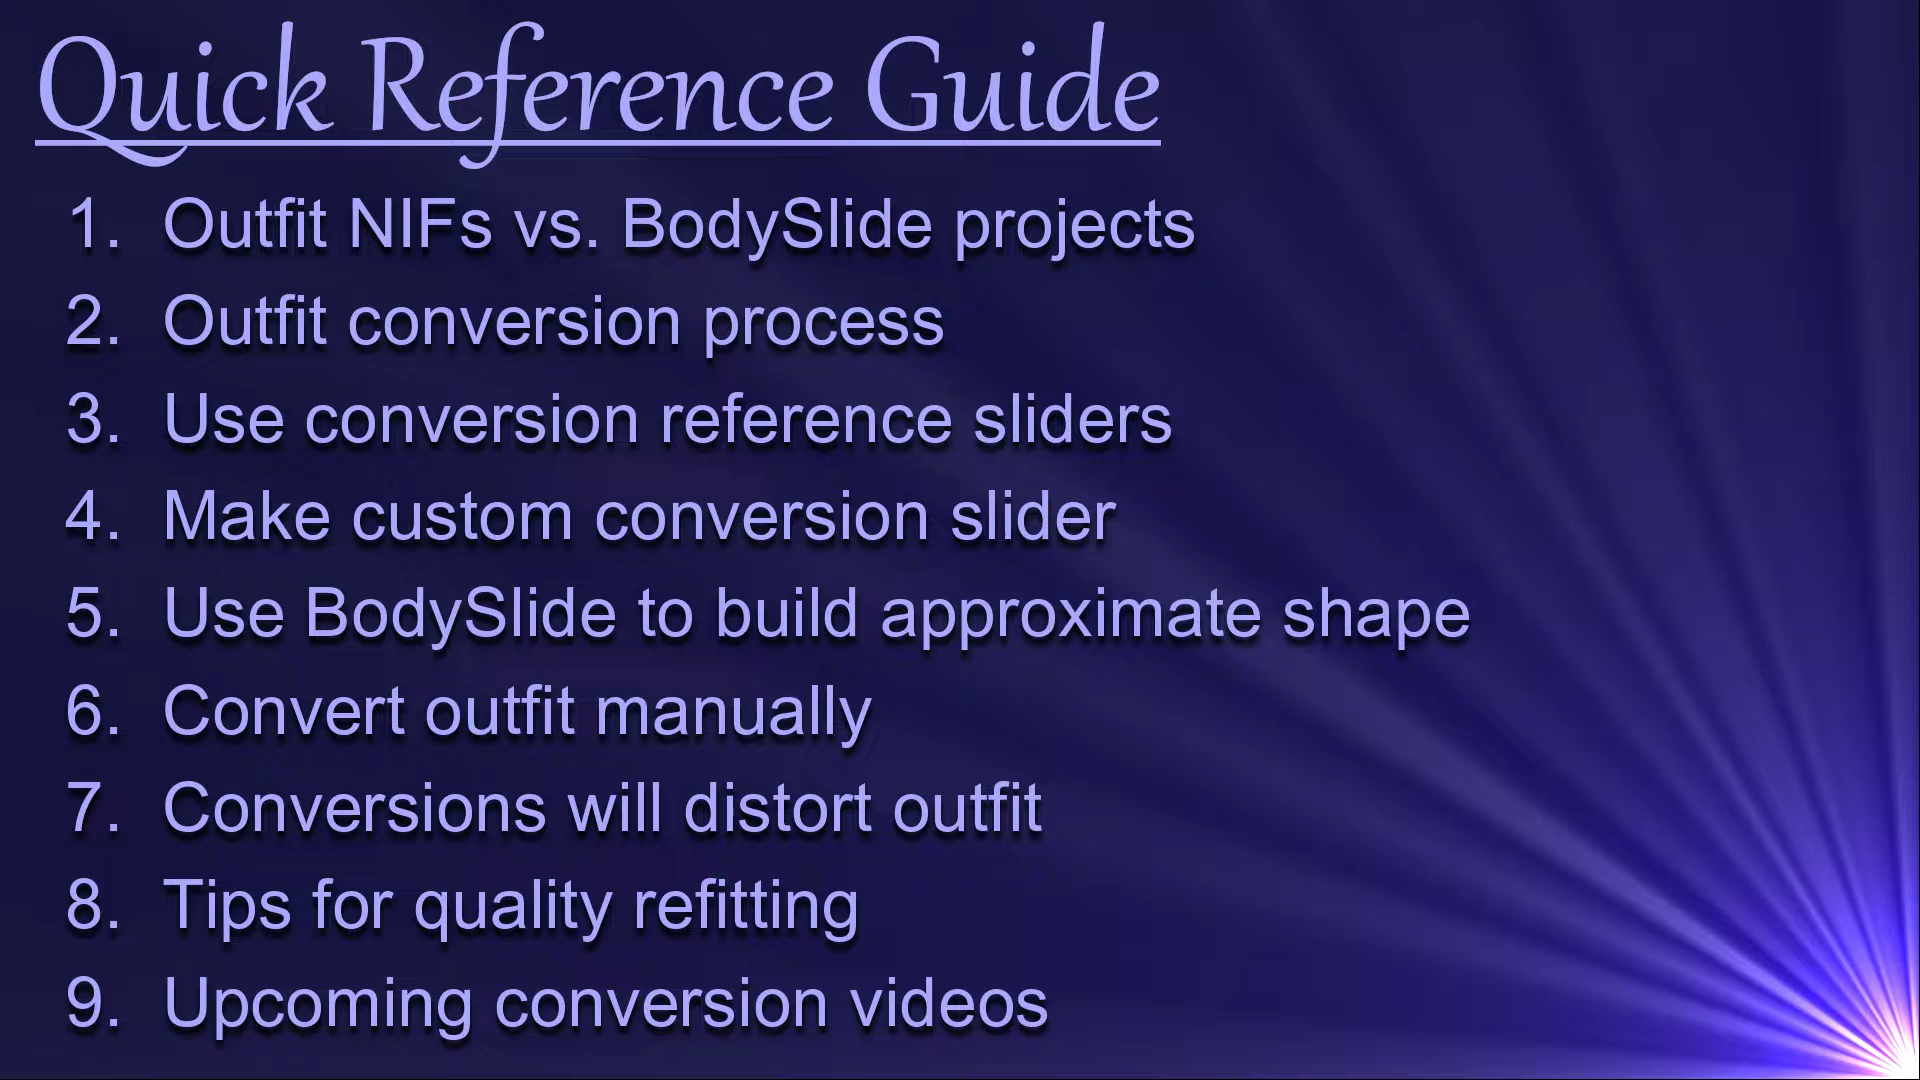 Quick Reference Guide
1. Outfit NIFs vs. BodySlide projects
2. Outfit conversion process
3. Use conversion reference sliders
4. Make custom conversion slider
5. Use BodySlide to build approximate shape
6. Convert outfit manually
7. Conversions will distort outfit
8. Tips for quality refitting
9. Upcoming conversion videos